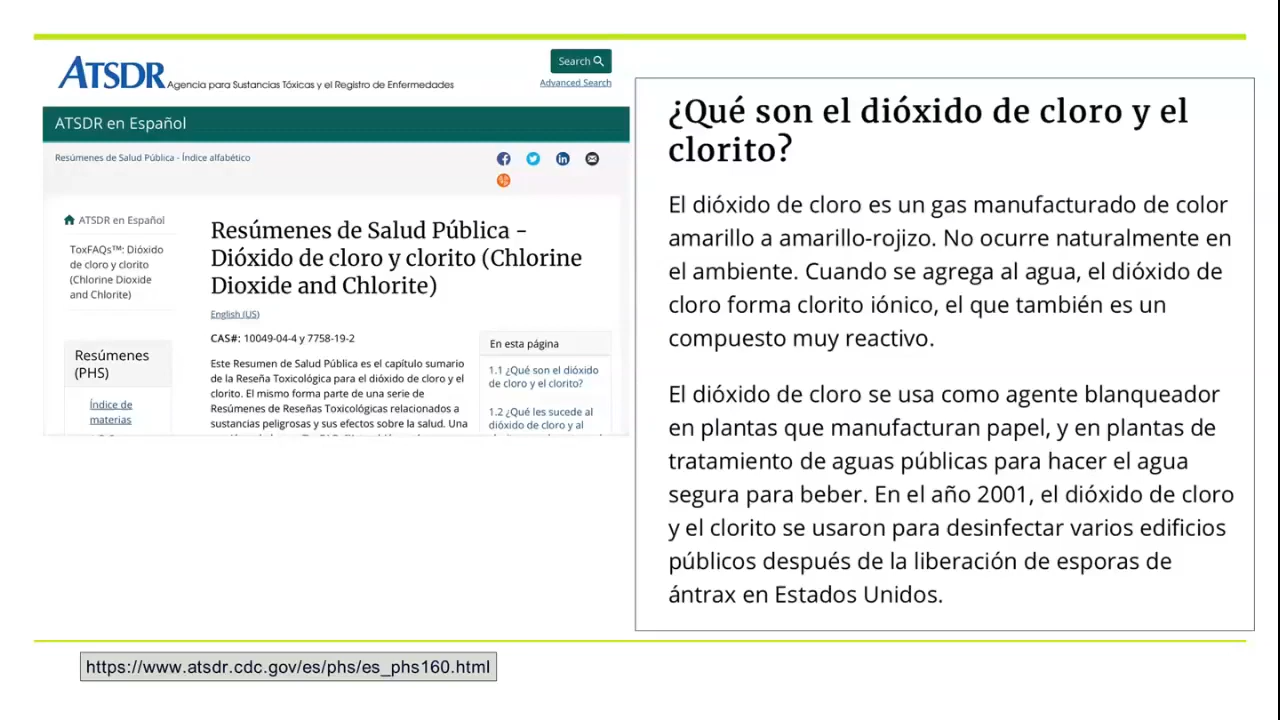 ATSDR Agencia para Sustancias Tóxicas y el Registro de Enfermedades
Search
Advanced Search
ATSDR en Español
Resúmenes de Salud Pública - Índice alfabético
ATSDR en Español
ToxFAQs™: Dióxido
de cloro y clorito
(Chlorine Dioxide
and Chlorite)
Resúmenes
(PHS)
Índice de
materias
Resúmenes de Salud Pública -
Dióxido de cloro y clorito (Chlorine
Dioxide and Chlorite)
English (US)
CAS#: 10049-04-4 y 7758-19-2
Este Resumen de Salud Pública es el capítulo sumario
de la Reseña Toxicológica para el dióxido de cloro y el
clorito. El mismo forma parte de una serie de
Resúmenes de Reseñas Toxicológicas relacionados a
sustancias peligrosas y sus efectos sobre la salud. Una
En esta página
1.1 ¿Qué son el dióxido
de cloro y el clorito?
1.2 ¿Qué les sucede al
dióxido de cloro y al
¿Qué son el dióxido de cloro y el
clorito?
El dióxido de cloro es un gas manufacturado de color
amarillo a amarillo-rojizo. No ocurre naturalmente en
el ambiente. Cuando se agrega al agua, el dióxido de
cloro forma clorito iónico, el que también es un
compuesto muy reactivo.
El dióxido de cloro se usa como agente blanqueador
en plantas que manufacturan papel, y en plantas de
tratamiento de aguas públicas para hacer el agua
segura para beber. En el año 2001, el dióxido de cloro
y el clorito se usaron para desinfectar varios edificios
públicos después de la liberación de esporas de
ántrax en Estados Unidos.
https://www.atsdr.cdc.gov/es/phs/es_phs160.html